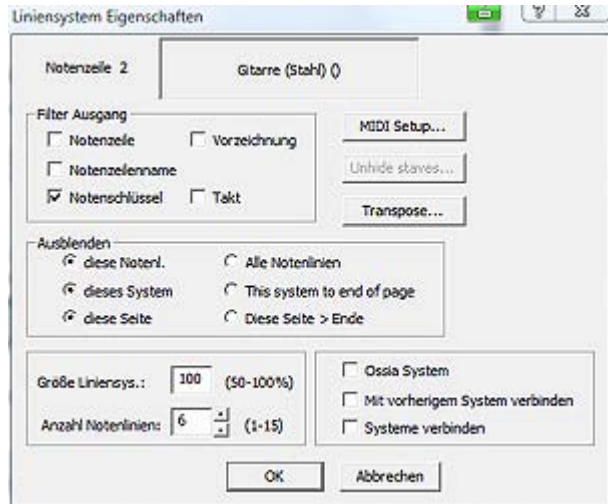 Liniensystem Eigenschaften
Notenzeile 2
Gitarre (Stahl) ()
Filter Ausgang
Notenzeile
Vorzeichnung
Notenzeilenname
Notenschlüssel
Takt
MIDI Setup...
Unhide staves...
Transpose...
Ausblenden
diese Notenl.
Alle Notenlinien
dieses System
This system to end of page
diese Seite
Diese Seite > Ende
Größe Liniensys.: 100 (50-100%)
Anzahl Notenlinien: 6 (1-15)
Ossia System
Mit vorherigem System verbinden
Systeme verbinden
OK
Abbrechen